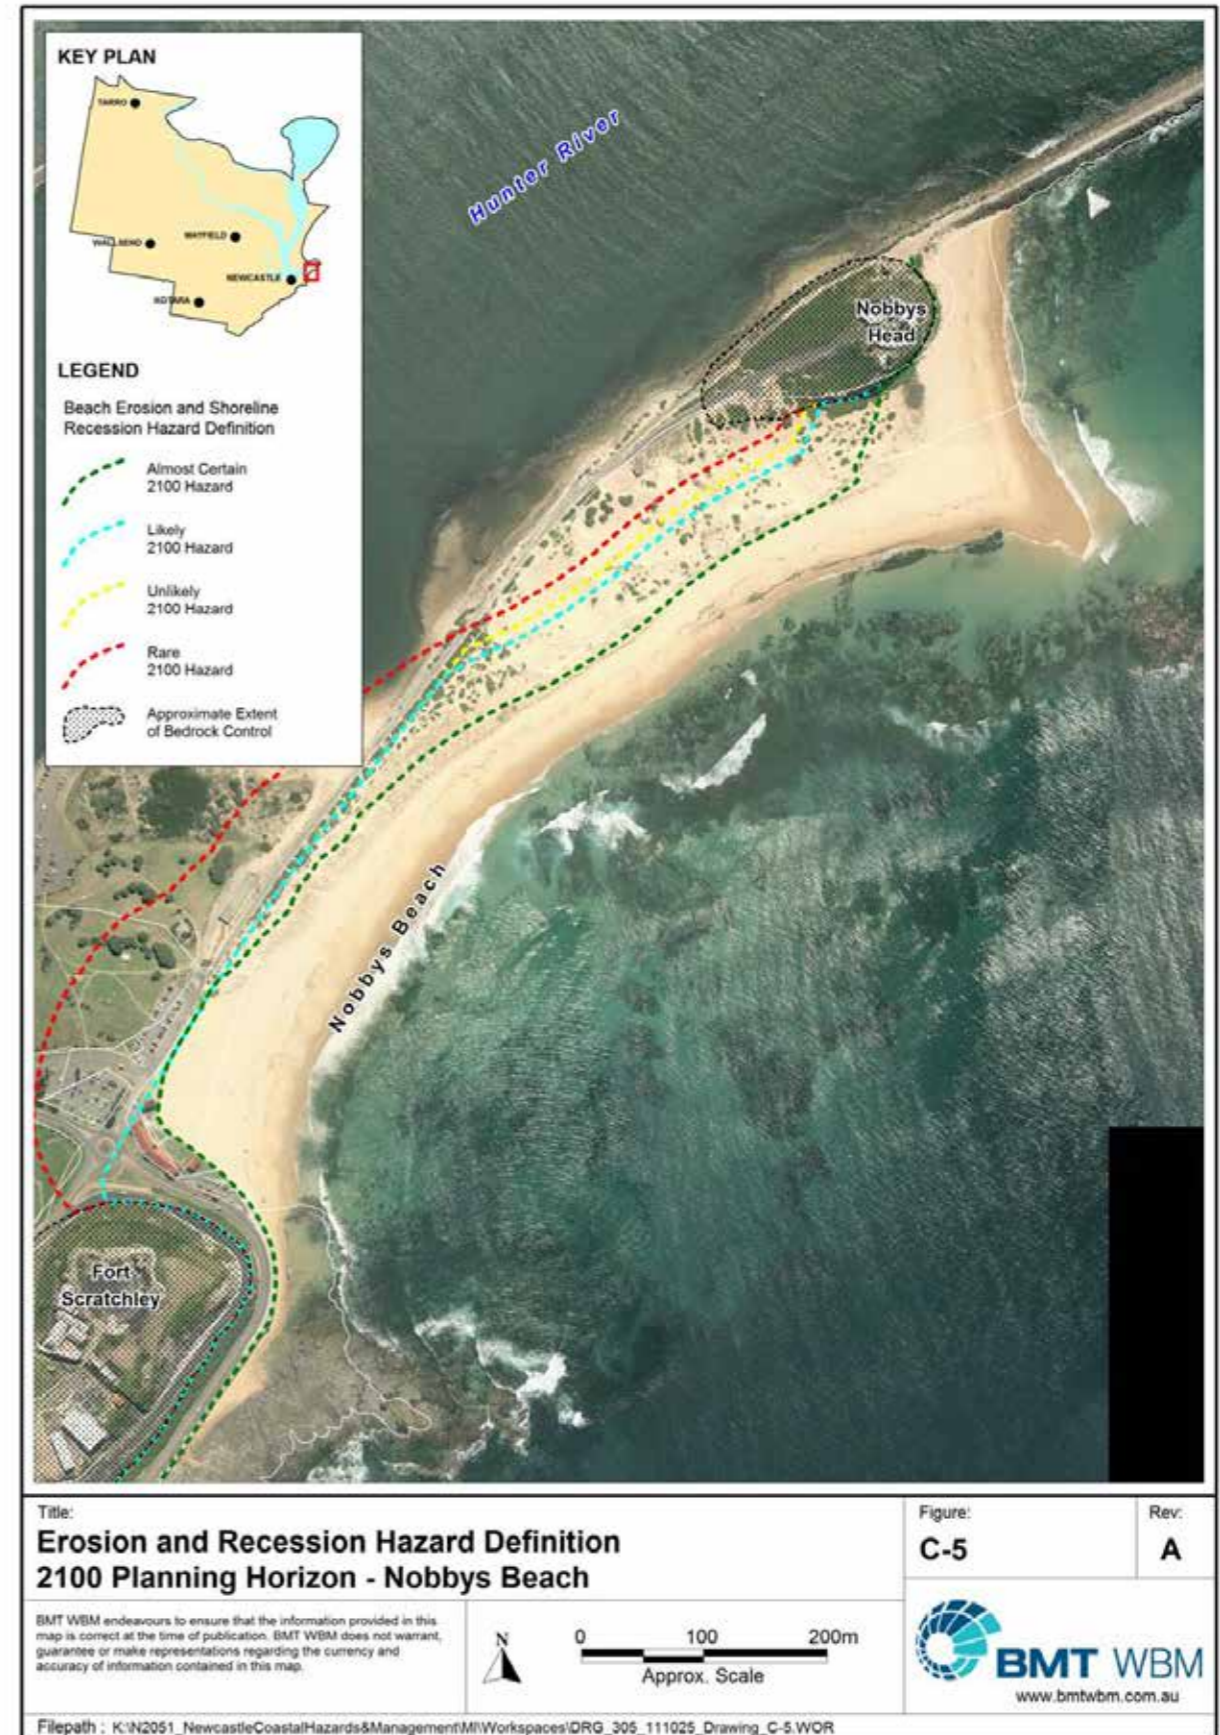 KEY PLAN
TARRO
WALLSEND
MAYFIELD
NEWCASTLE
KOTARA
LEGEND
Beach Erosion and Shoreline
Recession Hazard Definition
Almost Certain
2100 Hazard
Likely
2100 Hazard
Unlikely
2100 Hazard
Rare
2100 Hazard
Approximate Extent
of Bedrock Control
Hunter River
Nobbys
Head
Nobbys Beach
Fort
Scratchley
Title:
Erosion and Recession Hazard Definition
2100 Planning Horizon - Nobbys Beach
Figure:
C-5
Rev:
A
BMT WBM endeavours to ensure that the information provided in this
map is correct at the time of publication. BMT WBM does not warrant,
guarantee or make representations regarding the currency and
accuracy of information contained in this map.
N
0 100 200m
Approx. Scale
BMT WBM
www.bmtwbm.com.au
Filepath : K:\N2051_NewcastleCoastalHazards&Management\MI\Workspaces\DRG_305_111025_Drawing_C-5.WOR